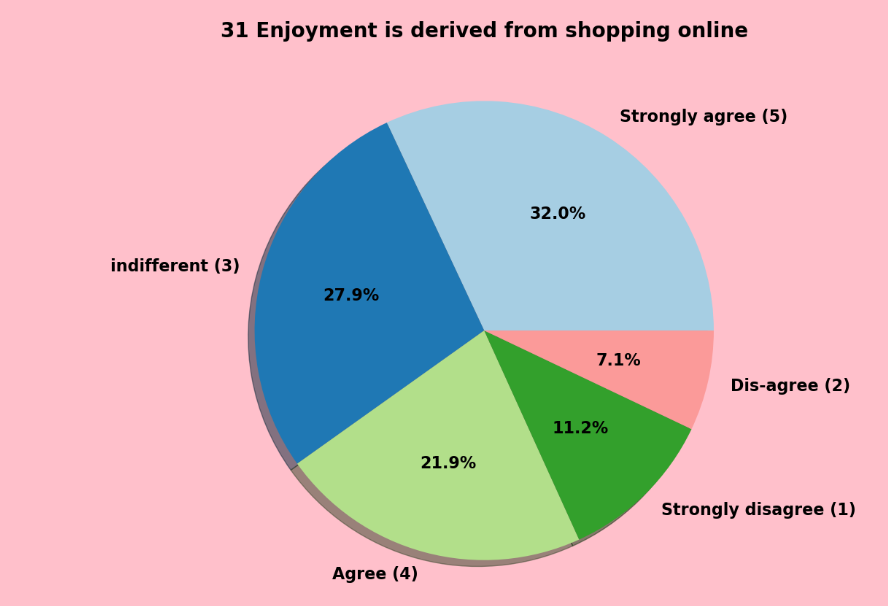 31 Enjoyment is derived from shopping online
Strongly agree (5)
32.0%
indifferent (3)
27.9%
7.1%
Dis-agree (2)
11.2%
21.9%
Strongly disagree (1)
Agree (4)